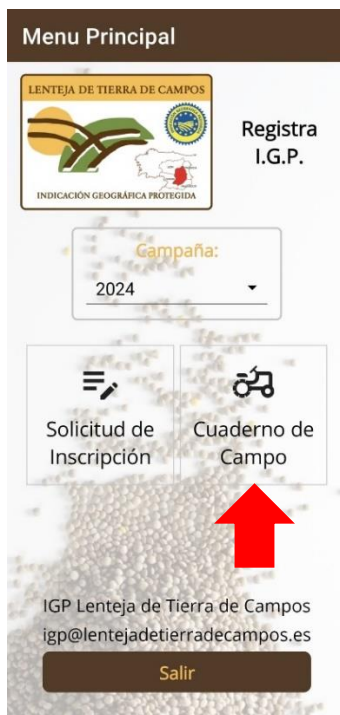 Menu Principal
LENTEJA DE TIERRA DE CAMPOS
INDICACIÓN GEOGRÁFICA PROTEGIDA
Registra
I.G.P.
Campaña:
2024
Solicitud de
Inscripción
Cuaderno de
Campo
IGP Lenteja de Tierra de Campos
igp@lentejadetierradecampos.es
Salir